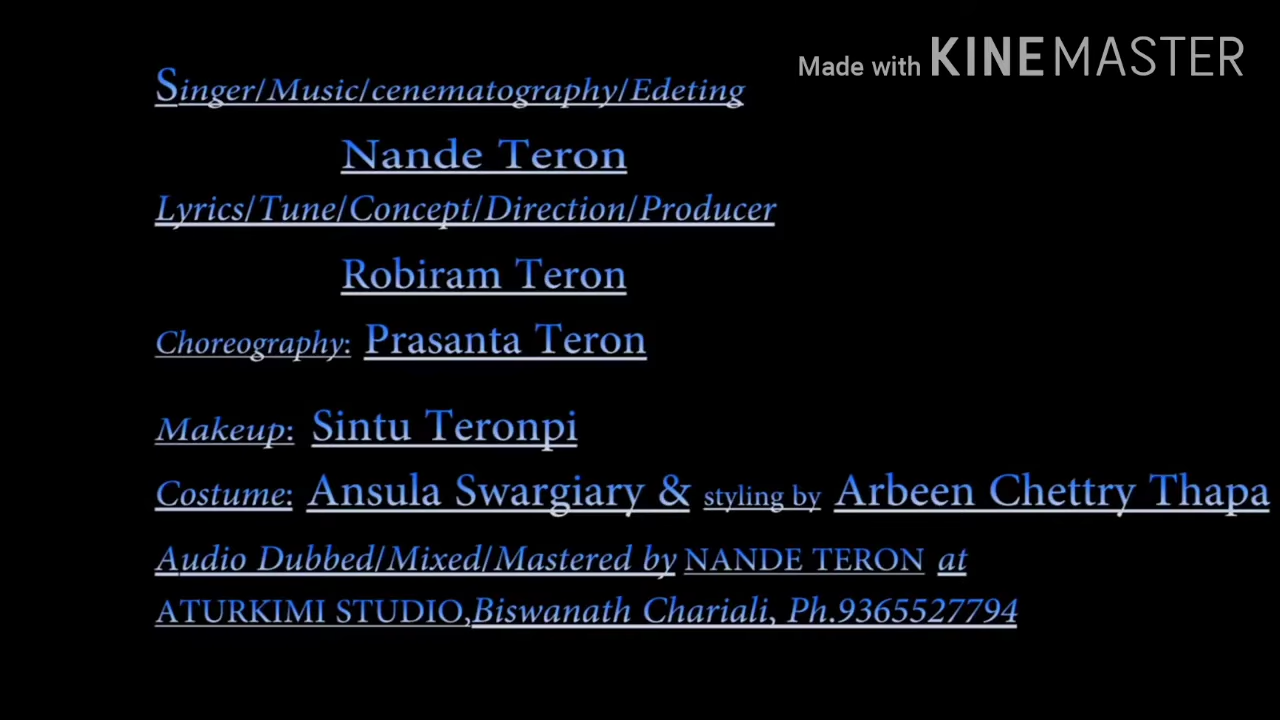 Made with KINEMASTER
Singer/Music/cenematography/Edeting
Nande Teron
Lyrics/Tune/Concept/Direction/Producer
Robiram Teron
Choreography: Prasanta Teron
Makeup: Sintu Teronpi
Costume: Ansula Swargiary & styling by Arbeen Chettry Thapa
Audio Dubbed/Mixed/Mastered by NANDE TERON at
ATURKIMI STUDIO,Biswanath Chariali, Ph.9365527794